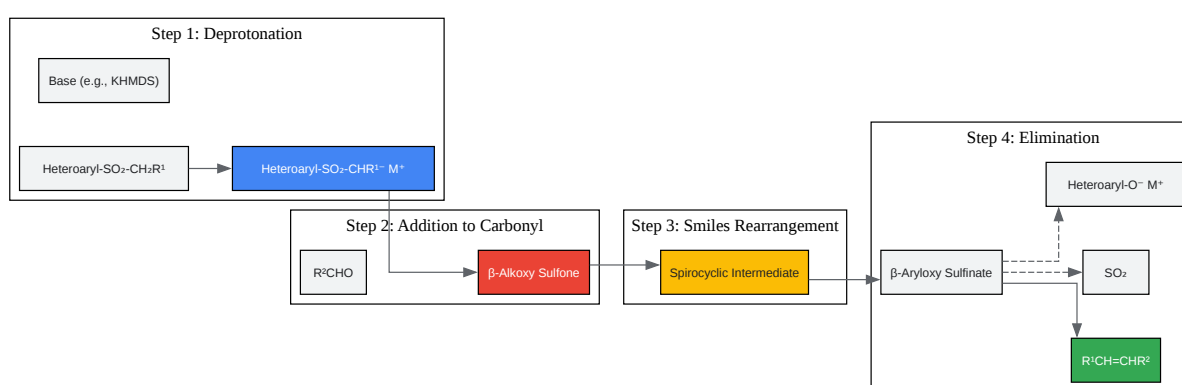 Step 1: Deprotonation
Base (e.g., KHMDS)
Heteroaryl-SO₂-CH₂R¹
Heteroaryl-SO₂-CHR¹⁻ M⁺
Step 2: Addition to Carbonyl
R²CHO
β-Alkoxy Sulfone
Step 3: Smiles Rearrangement
Spirocyclic Intermediate
Step 4: Elimination
Heteroaryl-O⁻ M⁺
β-Aryloxy Sulfinate
SO₂
R¹CH=CHR²